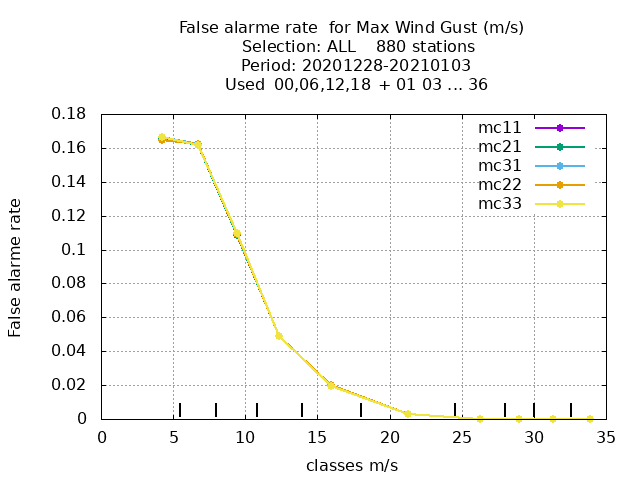 False alarme rate  for Max Wind Gust (m/s)
Selection: ALL    880 stations
Period: 20201228-20210103
Used  00,06,12,18  + 01 03 ... 36
0.18
0.16
0.14
0.12
0.1
0.08
0.06
0.04
0.02
0
False alarme rate
mc11
mc21
mc31
mc22
mc33
0 5 10 15 20 25 30 35
classes m/s